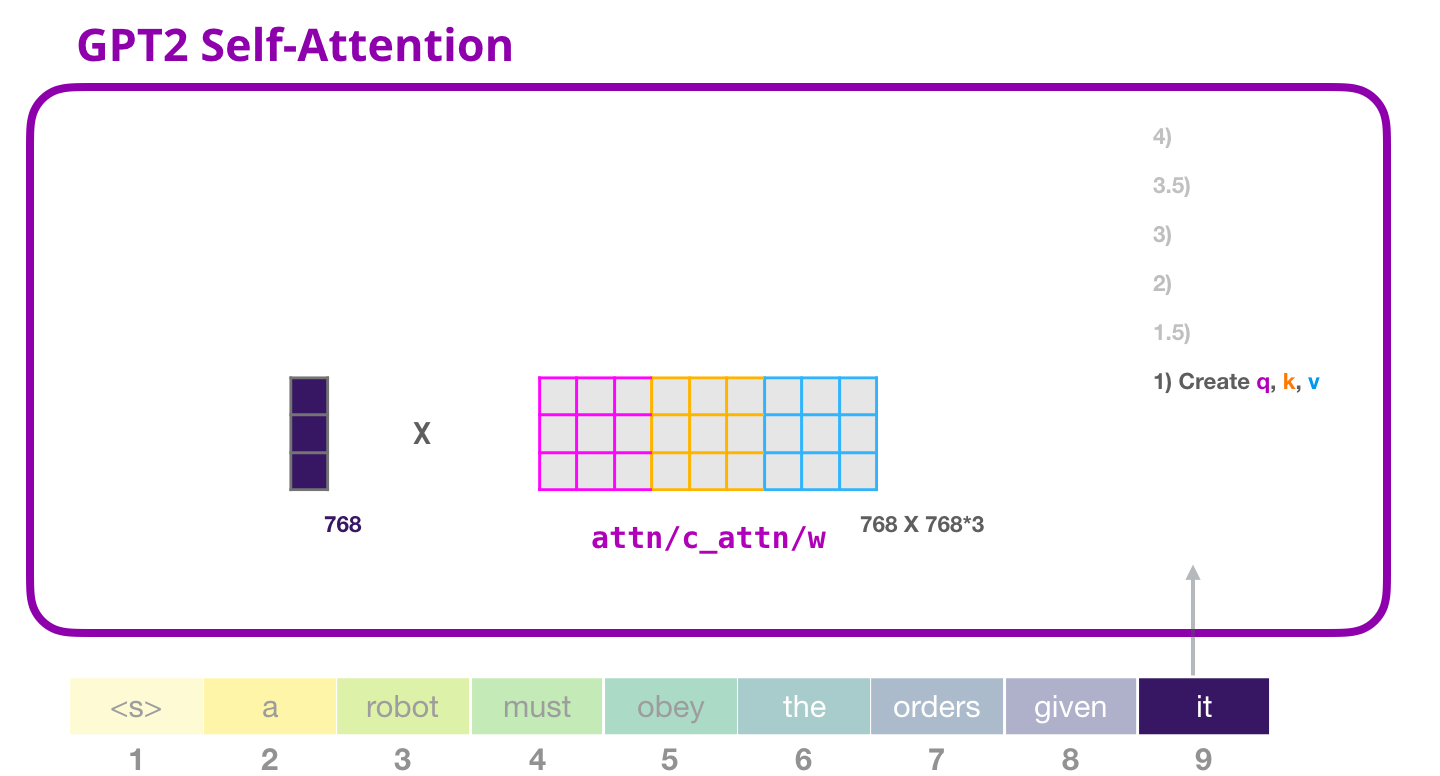 GPT2 Self-Attention
4)
3.5)
3)
2)
1.5)
1) Create q, k, v
X
768
attn/c_attn/w
768 X 768*3
<s> a robot must obey the orders given it
1 2 3 4 5 6 7 8 9